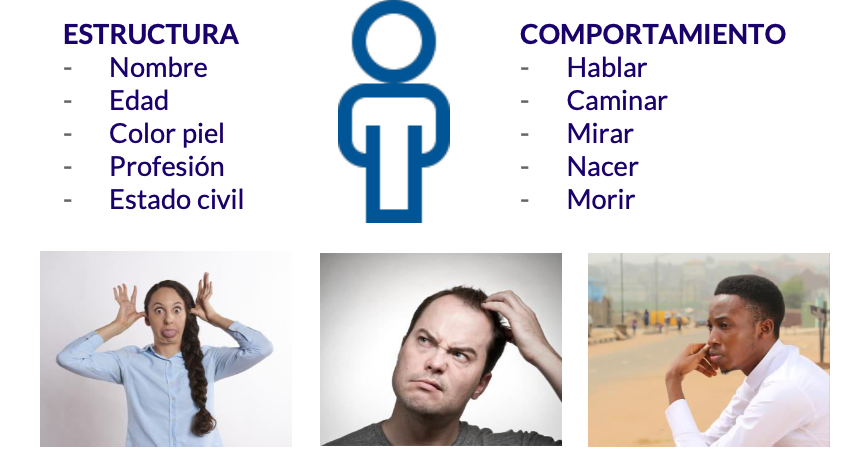 ESTRUCTURA
- Nombre
- Edad
- Color piel
- Profesión
- Estado civil
COMPORTAMIENTO
- Hablar
- Caminar
- Mirar
- Nacer
- Morir